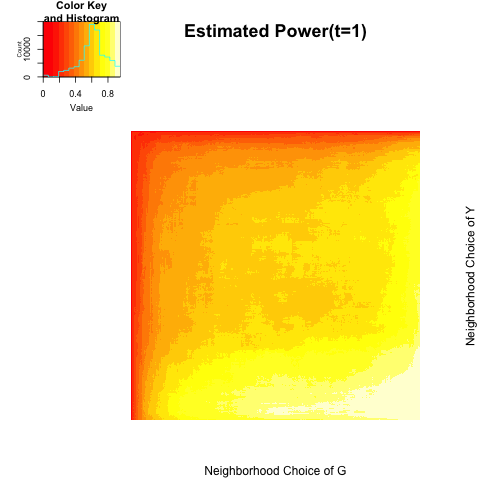 Color Key
and Histogram
Estimated Power(t=1)
Count
0 10000
0 0.4 0.8
Value
Neighborhood Choice of Y
Neighborhood Choice of G